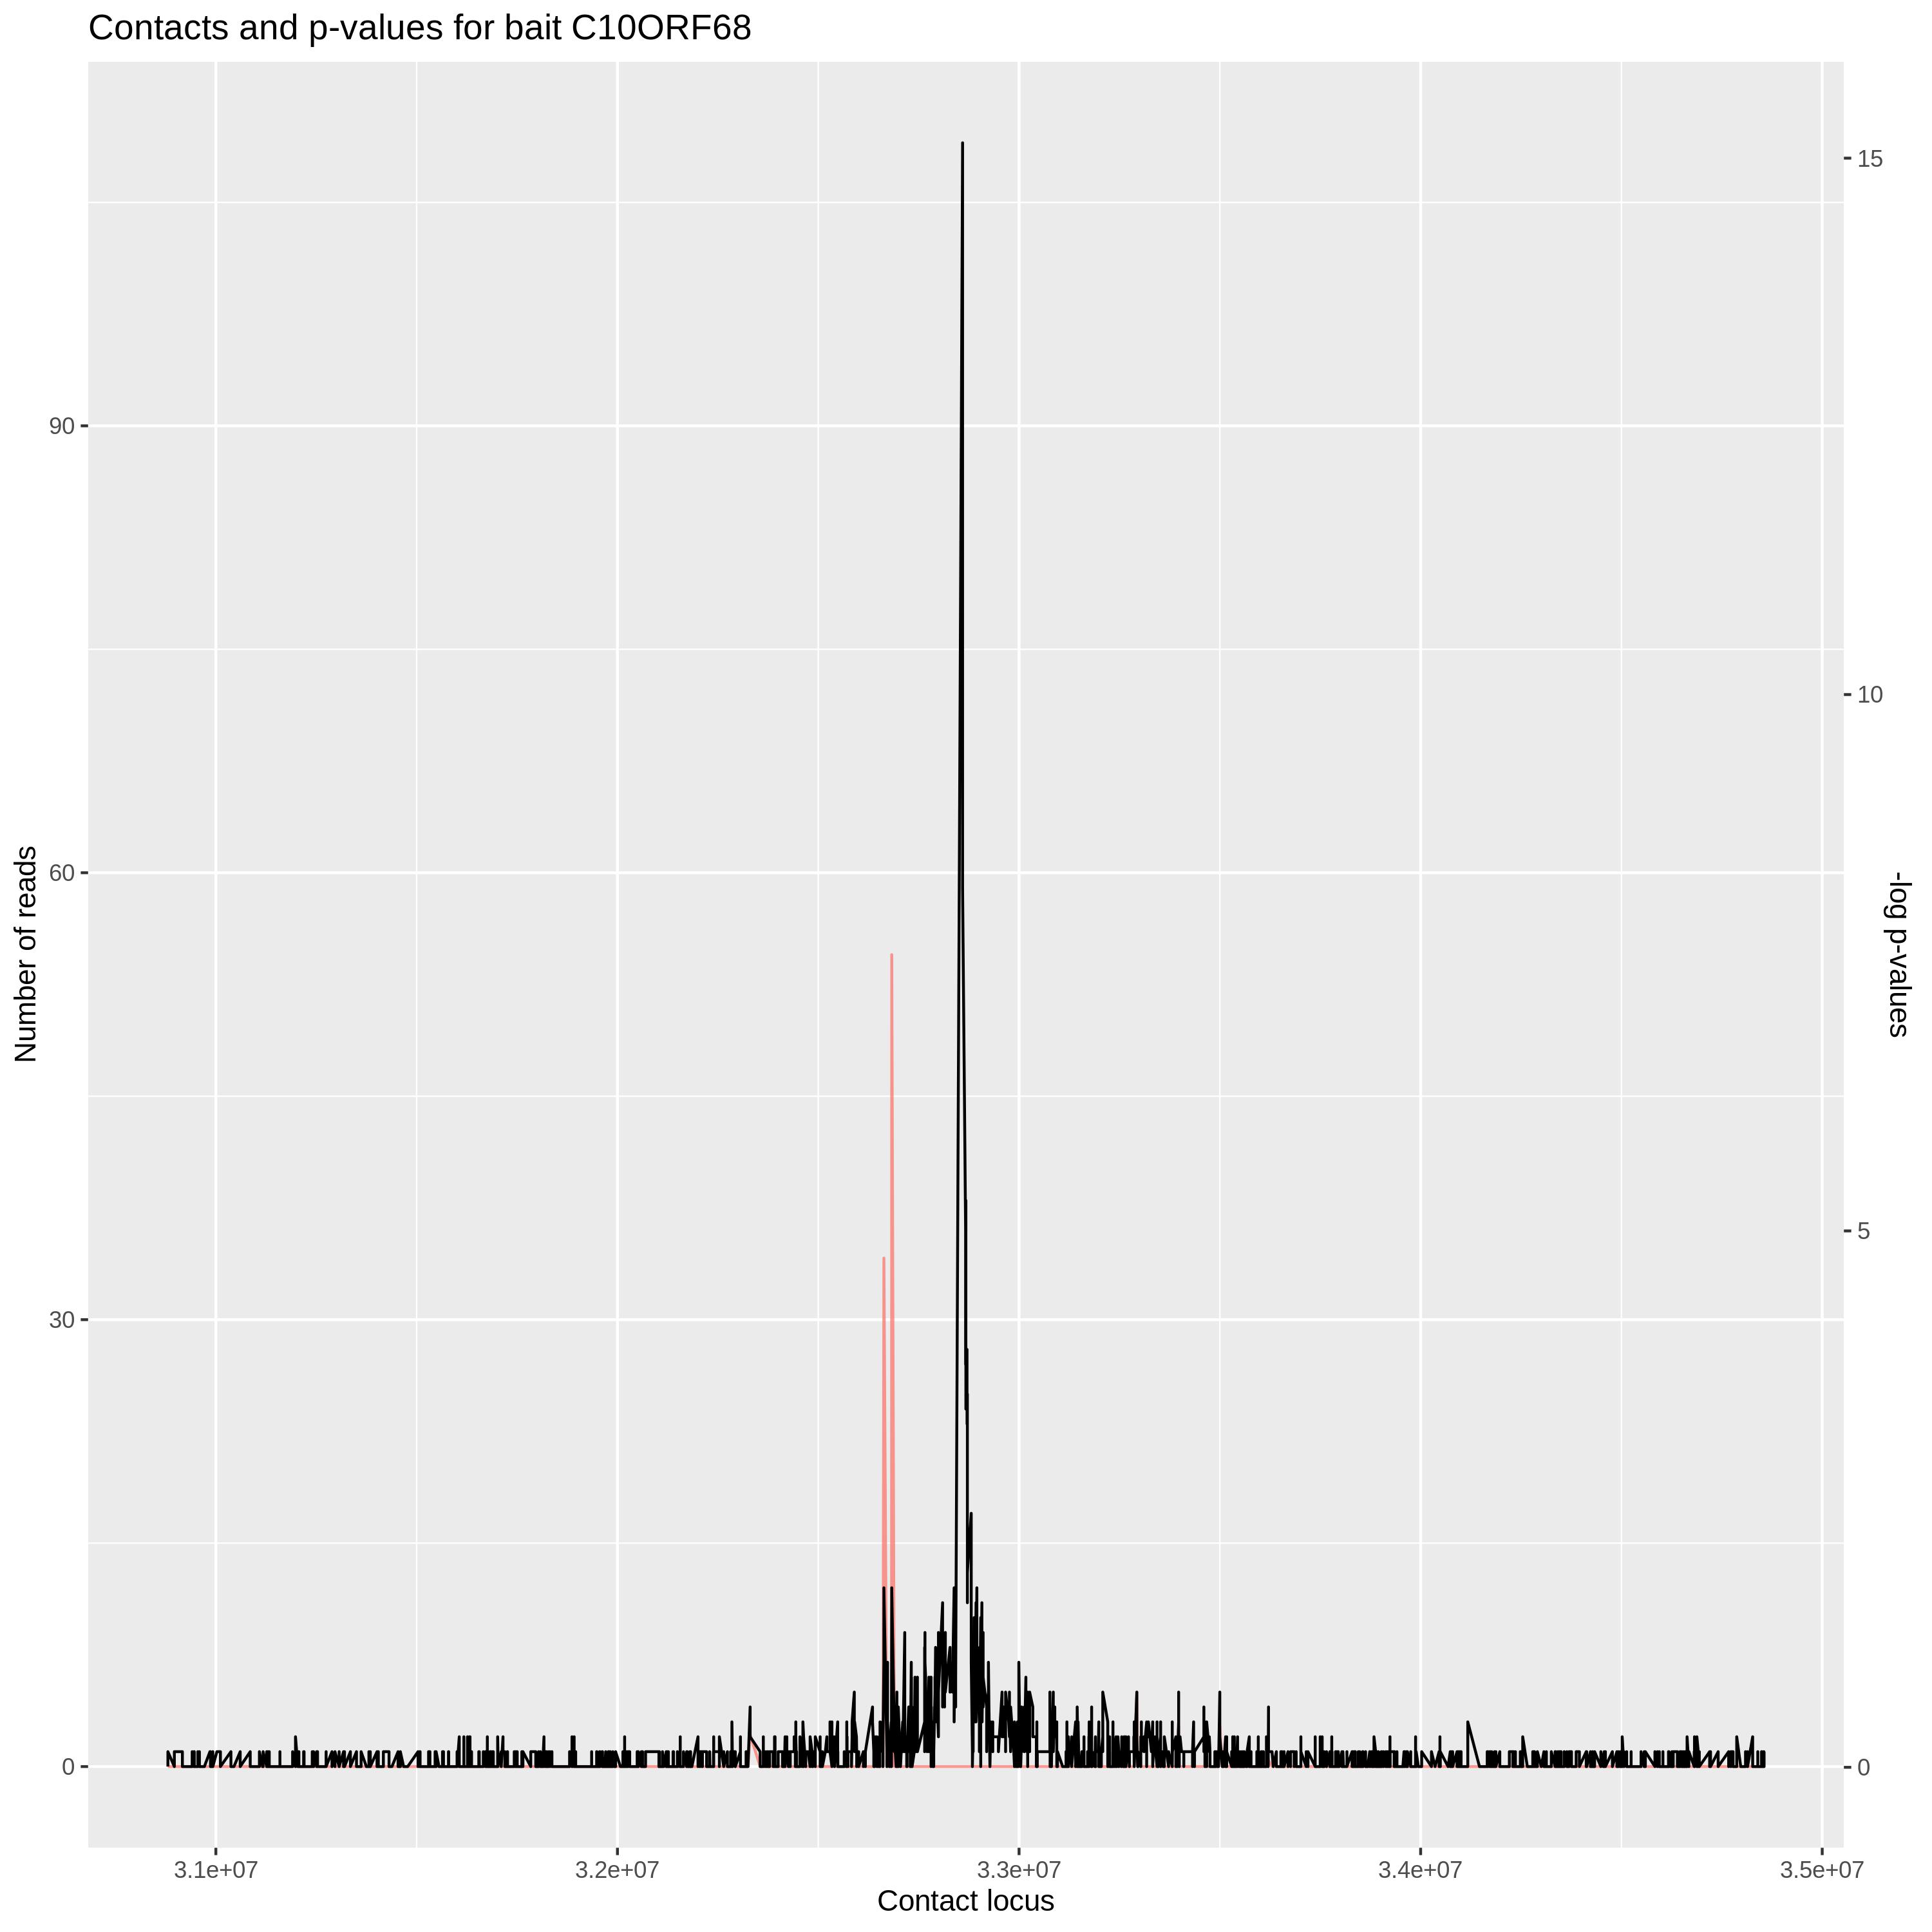 Contacts and p-values for bait C10ORF68
15
90
10
60
Number of reads
-log p-values
5
30
0
0
3.1e+07
3.2e+07
3.3e+07
3.4e+07
3.5e+07
Contact locus